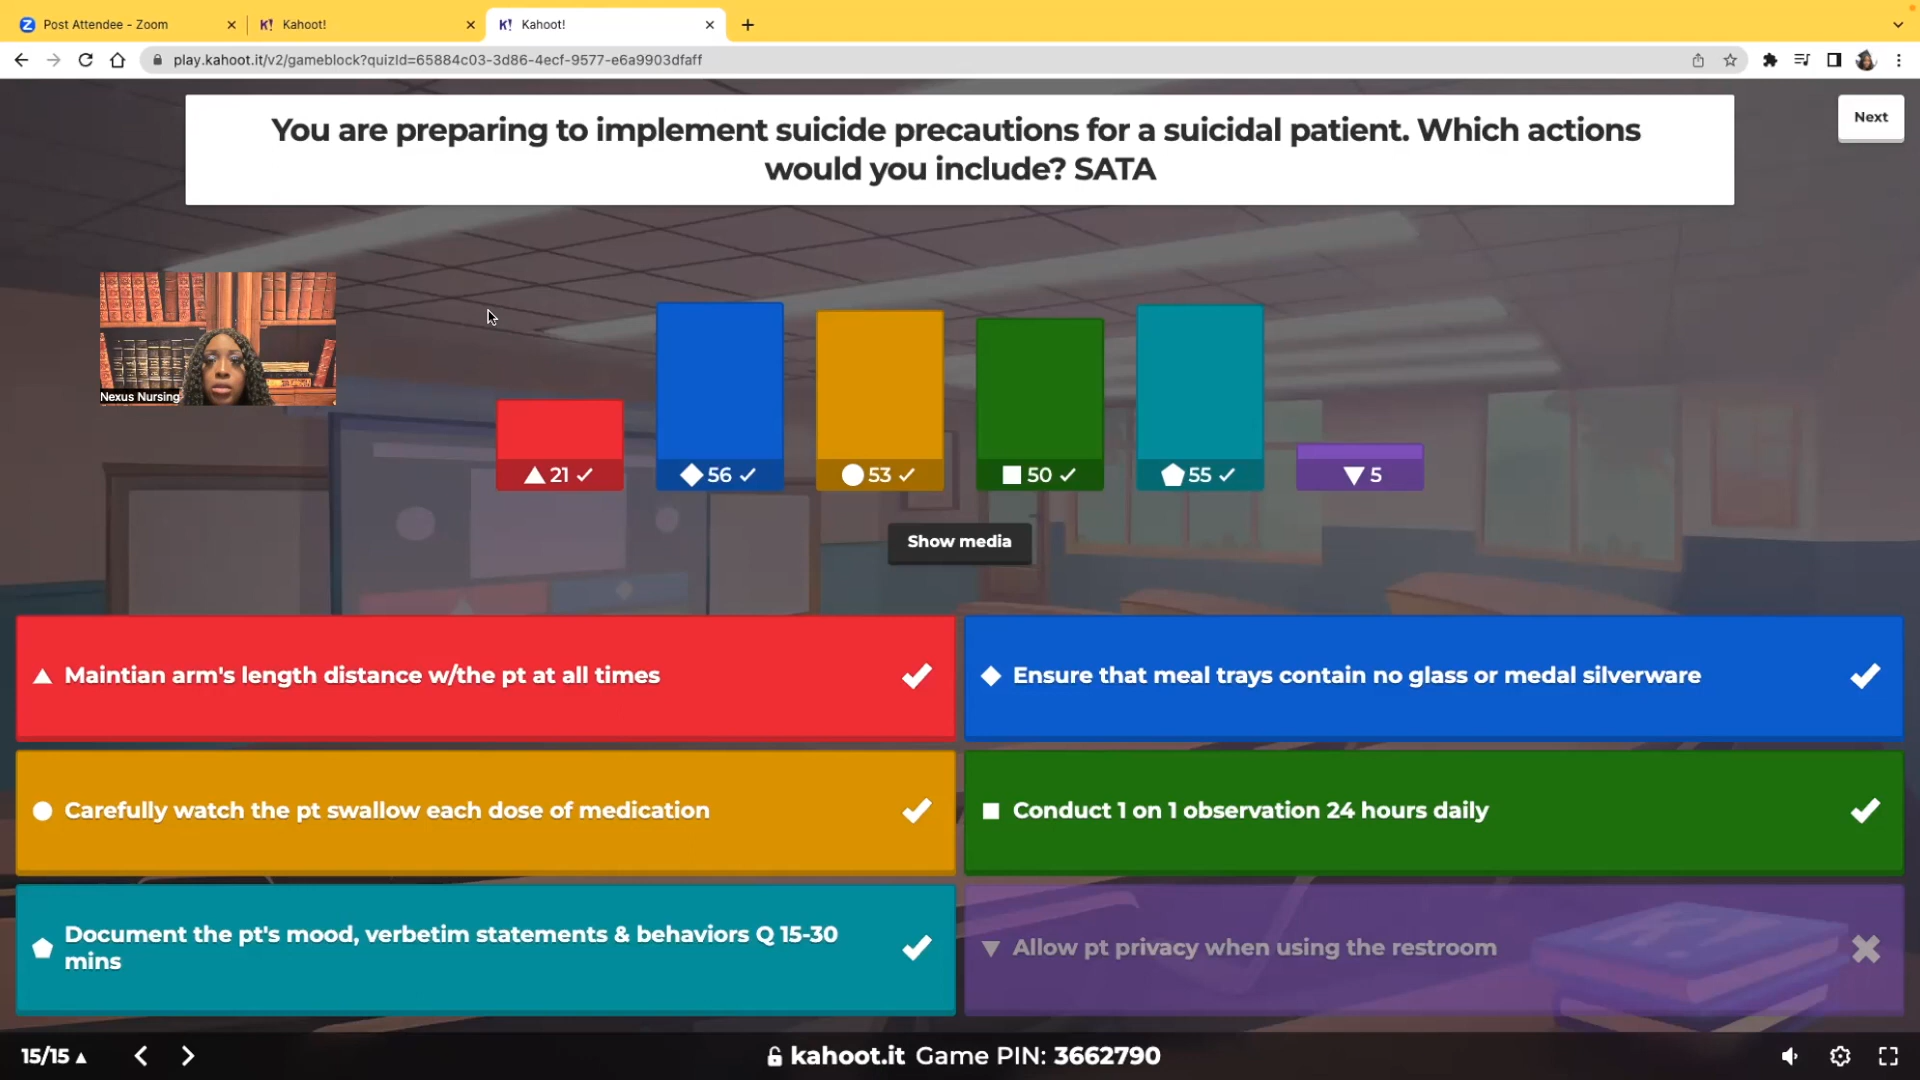 Post Attendee - Zoom
K! Kahoot!
K! Kahoot!
play.kahoot.it/v2/gameblock?quizId=65884c03-3d86-4ecf-9577-e6a9903dfaff
You are preparing to implement suicide precautions for a suicidal patient. Which actions
would you include? SATA
Next
Nexus Nursing
21
56
53
50
55
5
Show media
Maintian arm's length distance w/the pt at all times
Ensure that meal trays contain no glass or medal silverware
Carefully watch the pt swallow each dose of medication
Conduct 1 on 1 observation 24 hours daily
Document the pt's mood, verbetim statements & behaviors Q 15-30
mins
Allow pt privacy when using the restroom
15/15
kahoot.it Game PIN: 3662790